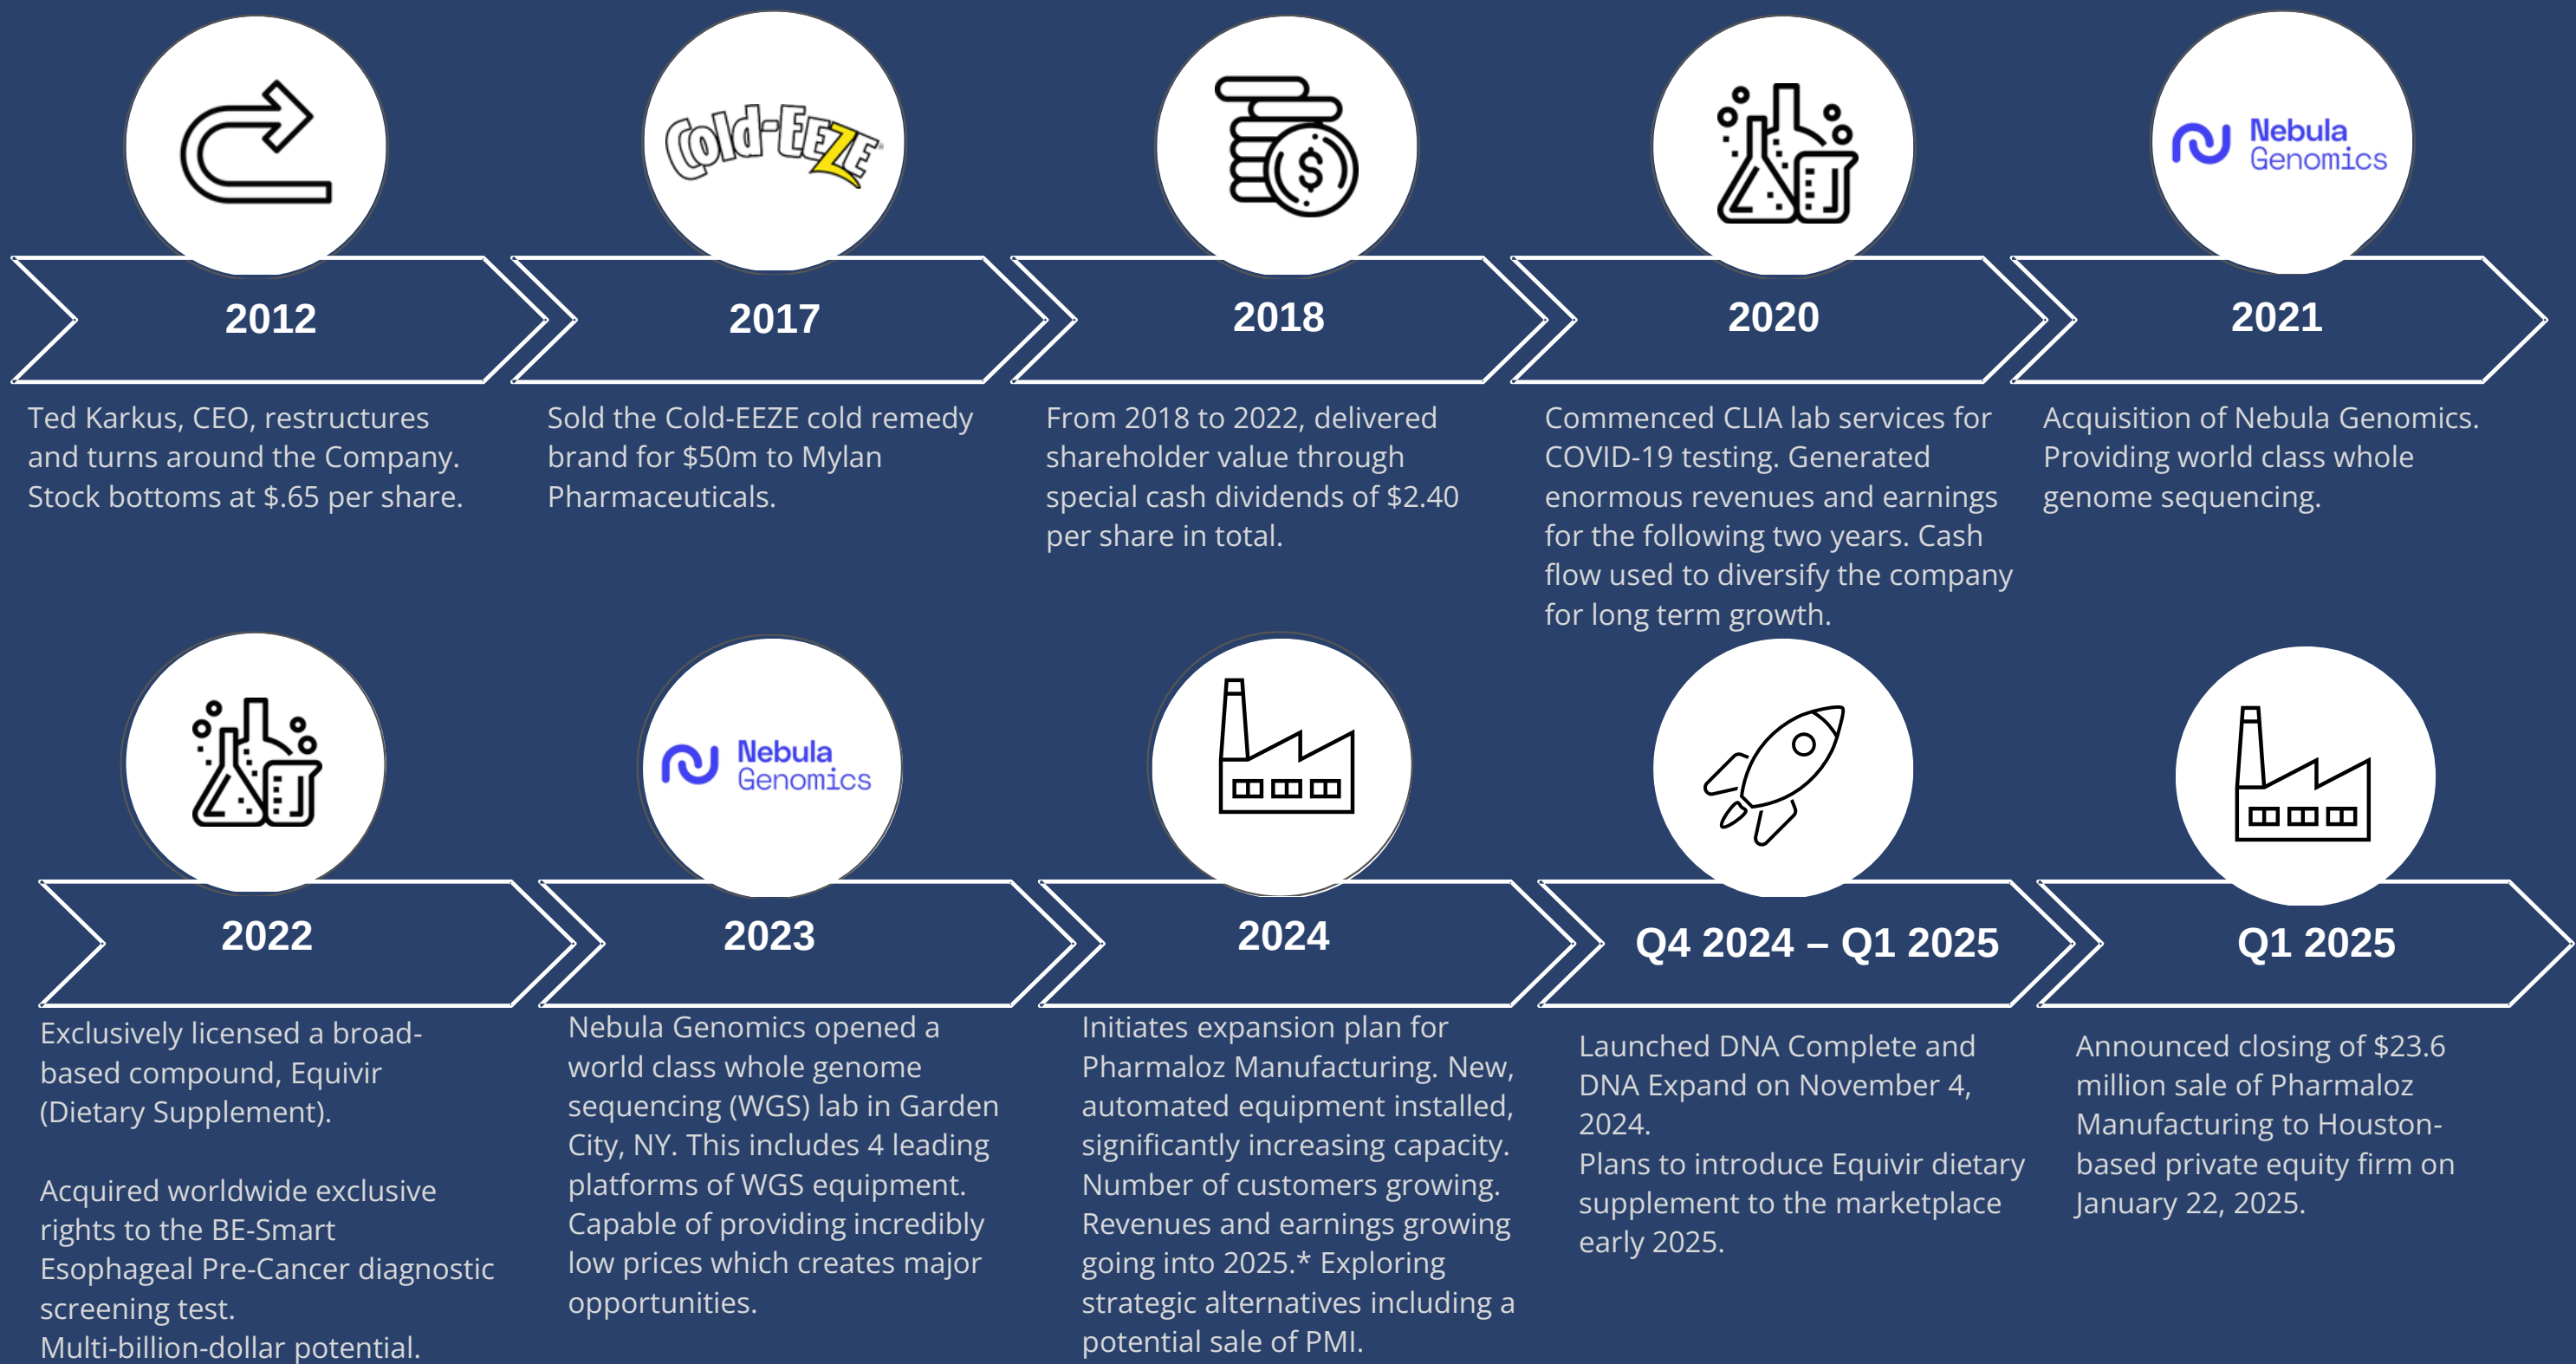 Cold-EEZE
$
Nebula
Genomics
2012
2017
2018
2020
2021
Ted Karkus, CEO, restructures
and turns around the Company.
Stock bottoms at $.65 per share.
Sold the Cold-EEZE cold remedy
brand for $50m to Mylan
Pharmaceuticals.
From 2018 to 2022, delivered
shareholder value through
special cash dividends of $2.40
per share in total.
Commenced CLIA lab services for
COVID-19 testing. Generated
enormous revenues and earnings
for the following two years. Cash
flow used to diversify the company
for long term growth.
Acquisition of Nebula Genomics.
Providing world class whole
genome sequencing.
Nebula
Genomics
2022
2023
2024
Q4 2024 – Q1 2025
Q1 2025
Exclusively licensed a broad-
based compound, Equivir
(Dietary Supplement).
Acquired worldwide exclusive
rights to the BE-Smart
Esophageal Pre-Cancer diagnostic
screening test.
Multi-billion-dollar potential.
Nebula Genomics opened a
world class whole genome
sequencing (WGS) lab in Garden
City, NY. This includes 4 leading
platforms of WGS equipment.
Capable of providing incredibly
low prices which creates major
opportunities.
Initiates expansion plan for
Pharmaloz Manufacturing. New,
automated equipment installed,
significantly increasing capacity.
Number of customers growing.
Revenues and earnings growing
going into 2025.* Exploring
strategic alternatives including a
potential sale of PMI.
Launched DNA Complete and
DNA Expand on November 4,
2024.
Plans to introduce Equivir dietary
supplement to the marketplace
early 2025.
Announced closing of $23.6
million sale of Pharmaloz
Manufacturing to Houston-
based private equity firm on
January 22, 2025.